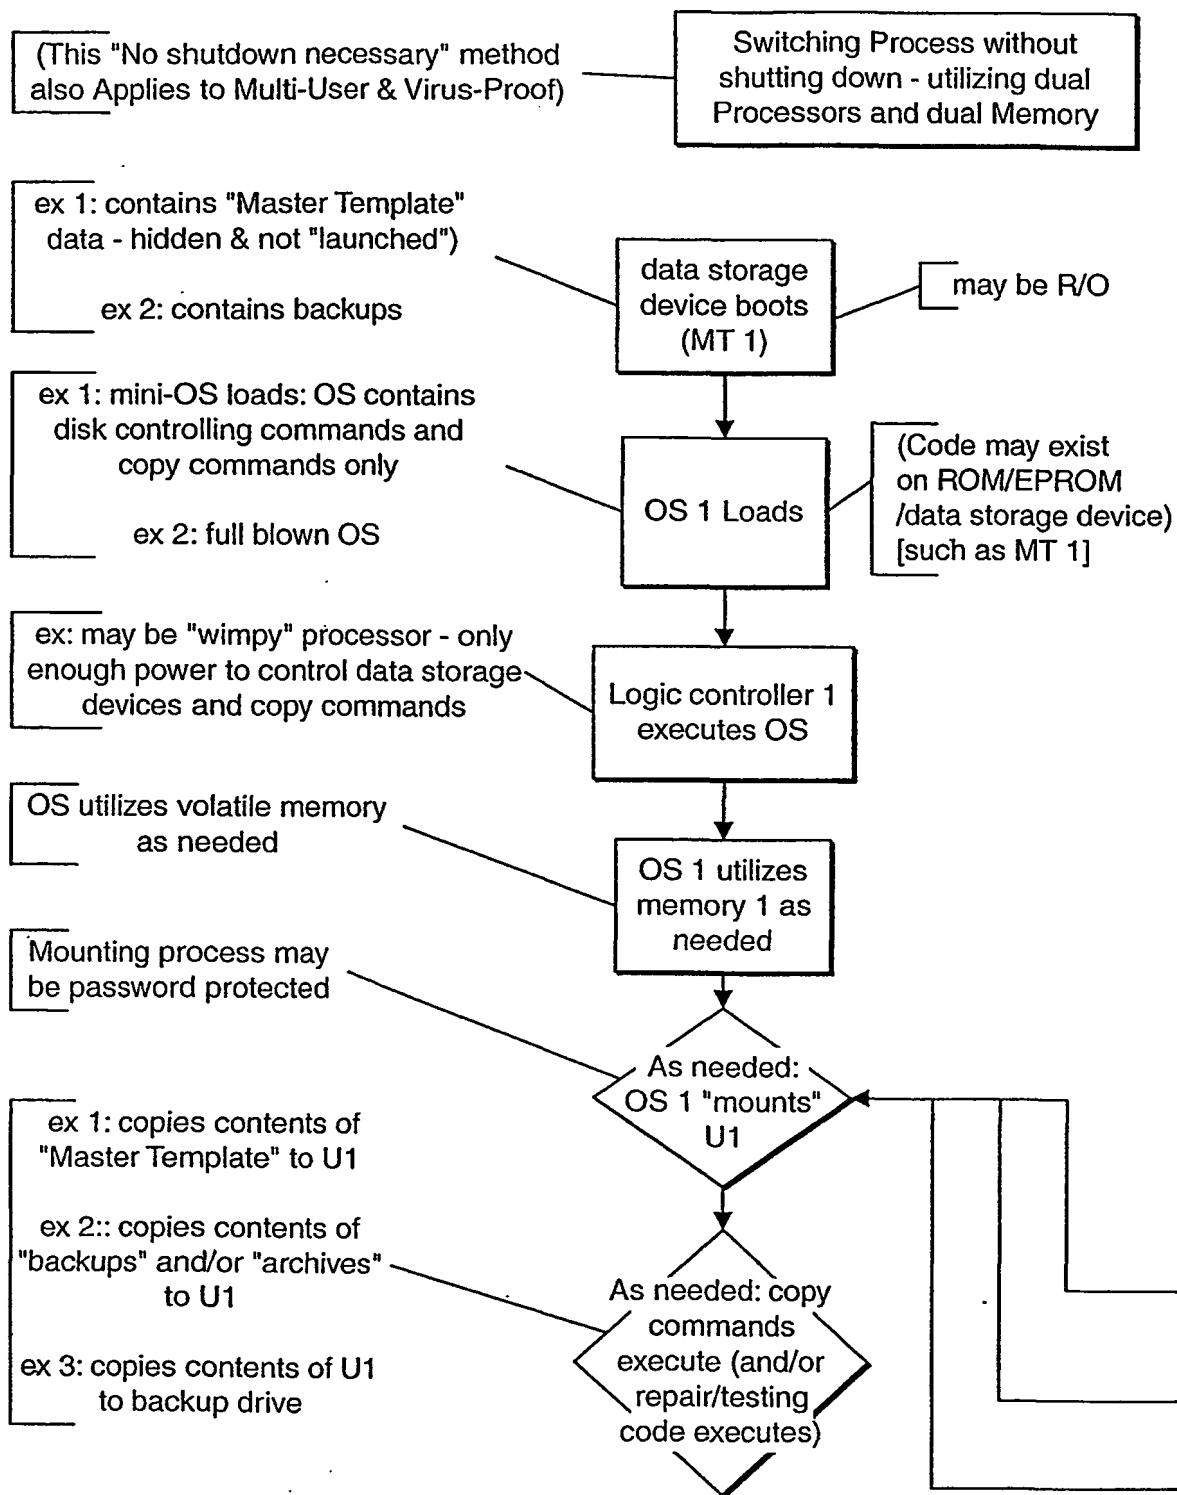 (This "No shutdown necessary" method
also Applies to Multi-User & Virus-Proof)
Switching Process without
shutting down - utilizing dual
Processors and dual Memory
ex 1: contains "Master Template"
data - hidden & not "launched")
ex 2: contains backups
data storage
device boots
(MT 1)
may be R/O
ex 1: mini-OS loads: OS contains
disk controlling commands and
copy commands only
ex 2: full blown OS
OS 1 Loads
(Code may exist
on ROM/EPROM
/data storage device)
[such as MT 1]
ex: may be "wimpy" processor - only
enough power to control data storage
devices and copy commands
Logic controller 1
executes OS
OS utilizes volatile memory
as needed
OS 1 utilizes
memory 1 as
needed
Mounting process may
be password protected
As needed:
OS 1 "mounts"
U1
ex 1: copies contents of
"Master Template" to U1
ex 2:: copies contents of
"backups" and/or "archives"
to U1
ex 3: copies contents of U1
to backup drive
As needed: copy
commands
execute (and/or
repair/testing
code executes)